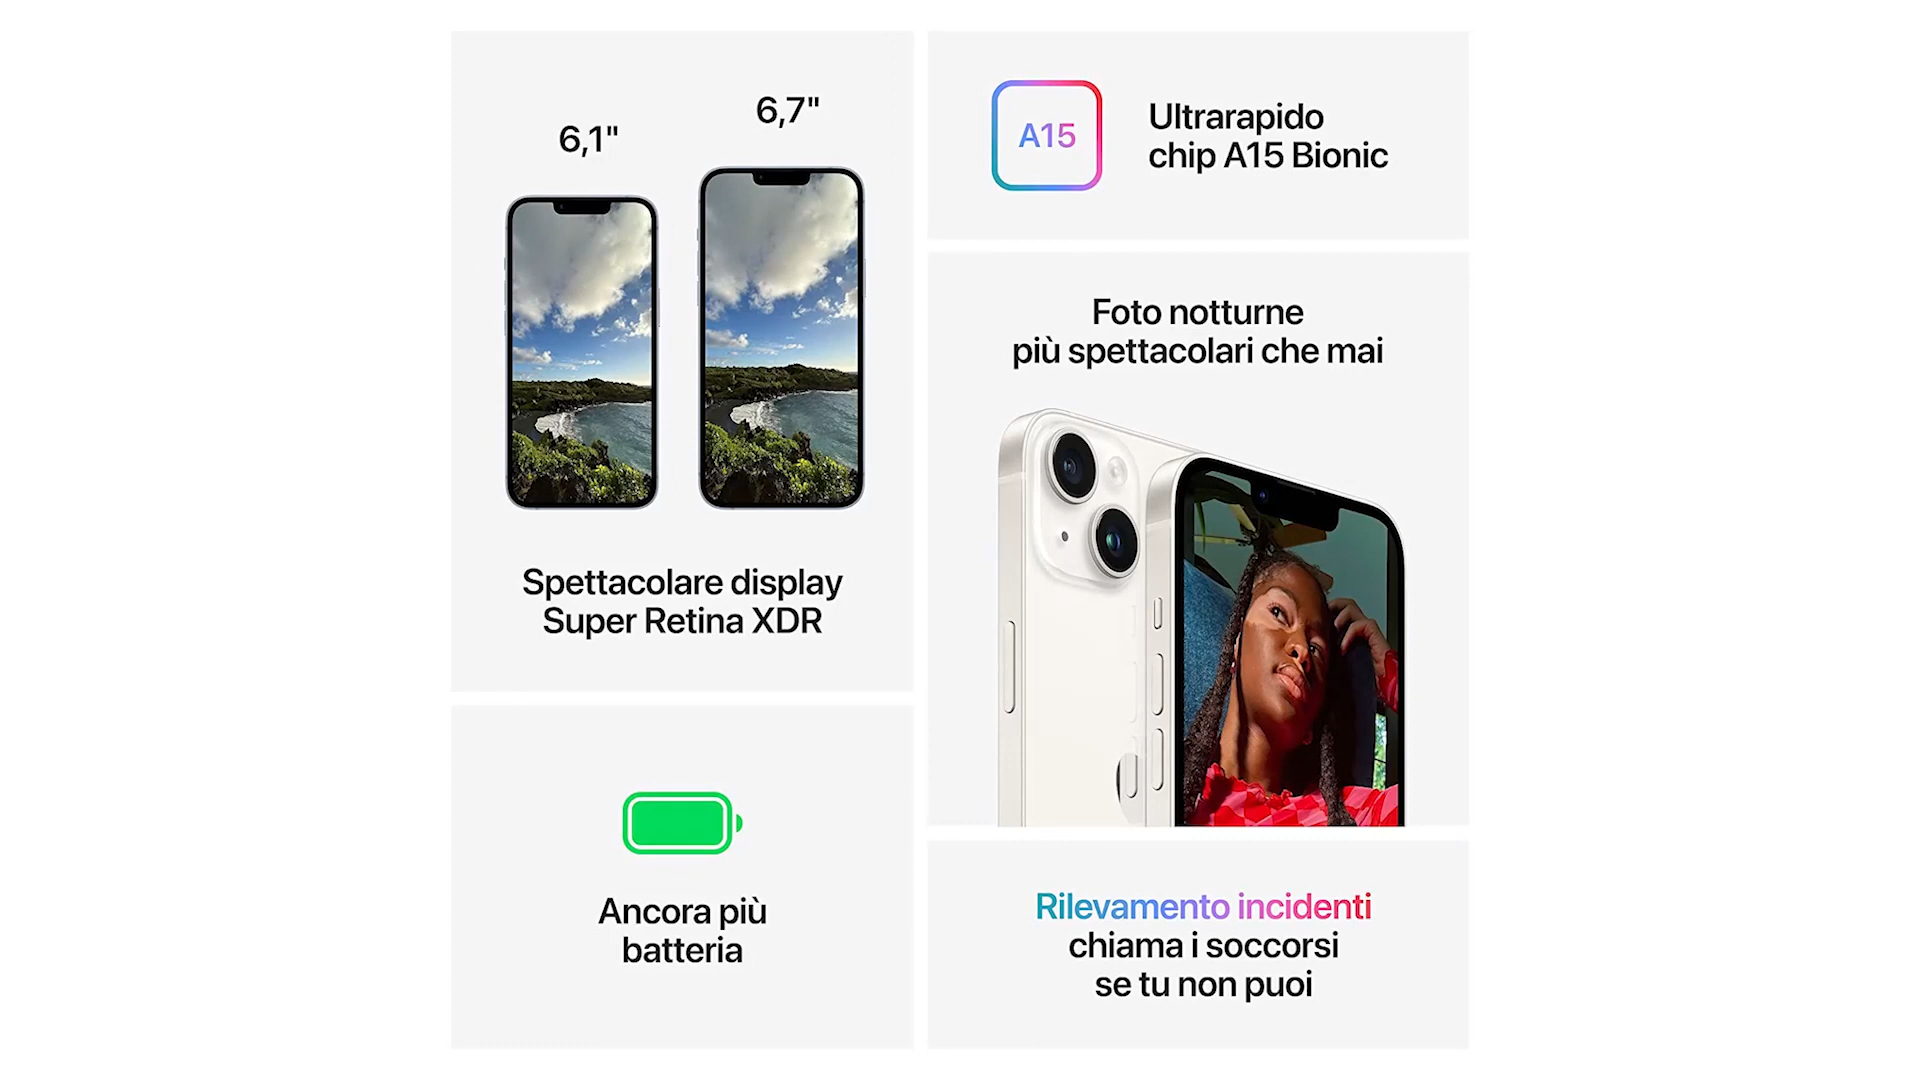 6,1"
6,7"
Spettacolare display
Super Retina XDR
Ancora più
batteria
A15
Ultrarapido
chip A15 Bionic
Foto notturne
più spettacolari che mai
Rilevamento incidenti
chiama i soccorsi
se tu non puoi